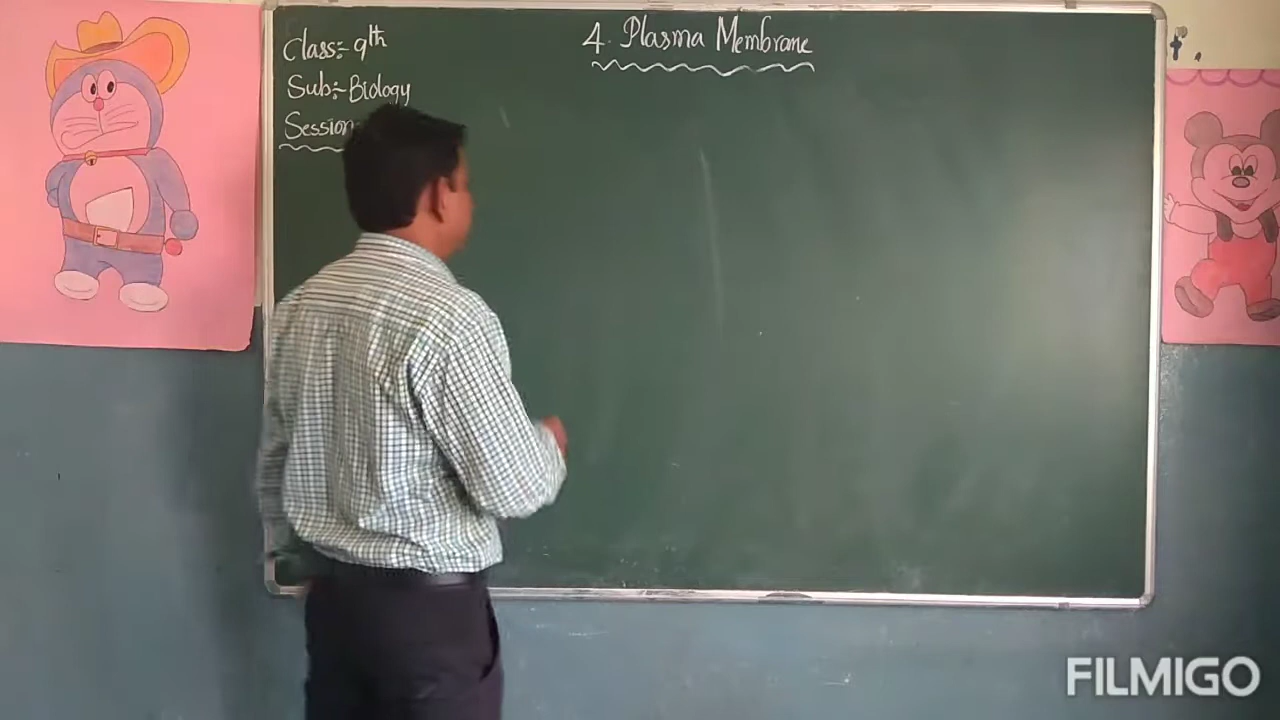 Class:- 9th
4. Plasma Membrane
Sub:- Biology
Session
FILMIGO